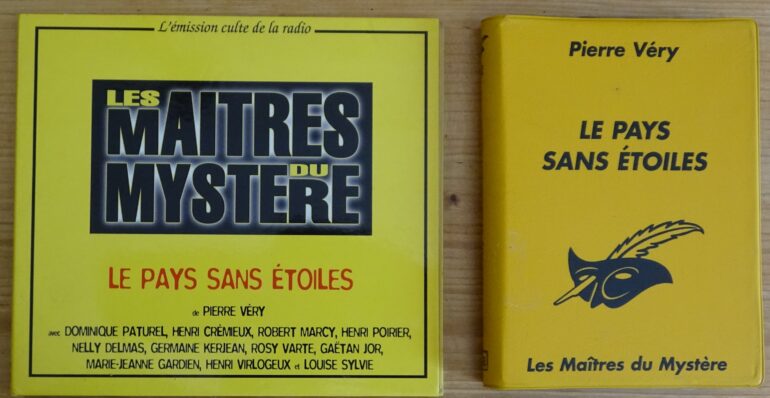 L'émission culte de la radio
LES
MAITRES
DU
MYSTERE
LE PAYS SANS ÉTOILES
de PIERRE VÉRY
avec DOMINIQUE PATUREL, HENRI CRÉMIEUX, ROBERT MARCY, HENRI POIRIER,
NELLY DELMAS, GERMAINE KERJEAN, ROSY VARTE, GAËTAN JOR,
MARIE-JEANNE GARDIEN, HENRI VIRLOGEUX et LOUISE SYLVIE
Pierre Véry
LE PAYS
SANS ÉTOILES
Les Maîtres du Mystère